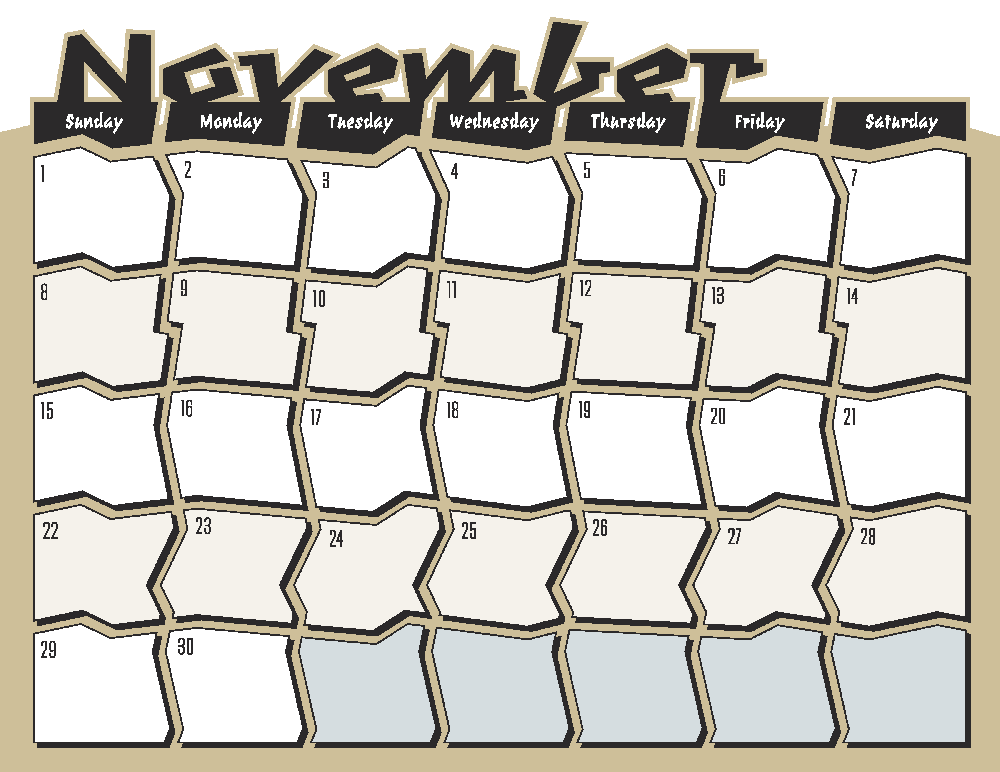 November
Sunday Monday Tuesday Wednesday Thursday Friday Saturday
1 2 3 4 5 6 7
8 9 10 11 12 13 14
15 16 17 18 19 20 21
22 23 24 25 26 27 28
29 30